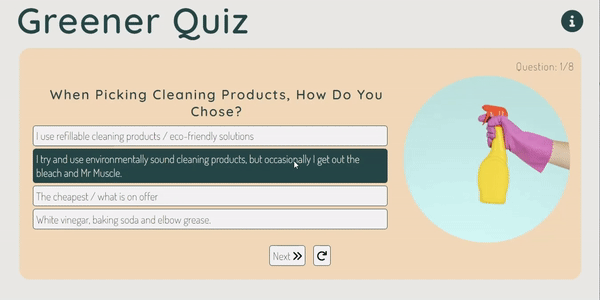 Greener Quiz
Question: 1/8
When Picking Cleaning Products, How Do You
Chose?
I use refillable cleaning products / eco-friendly solutions
I try and use environmentally sound cleaning products, but occasionally I get out the
bleach and Mr Muscle.
The cheapest / what is on offer
White vinegar, baking soda and elbow grease.
Next